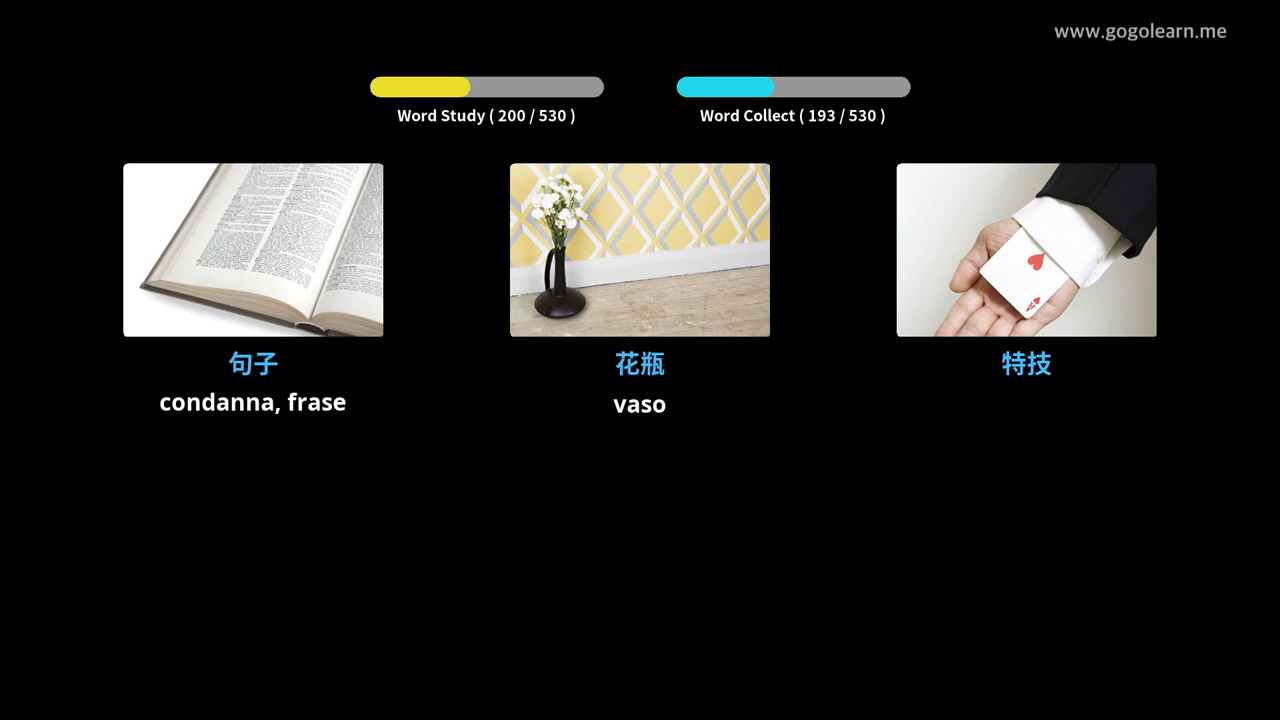 www.gogolearn.me
Word Study ( 200 / 530 )
Word Collect ( 193 / 530 )
句子
condanna, frase
花瓶
vaso
特技